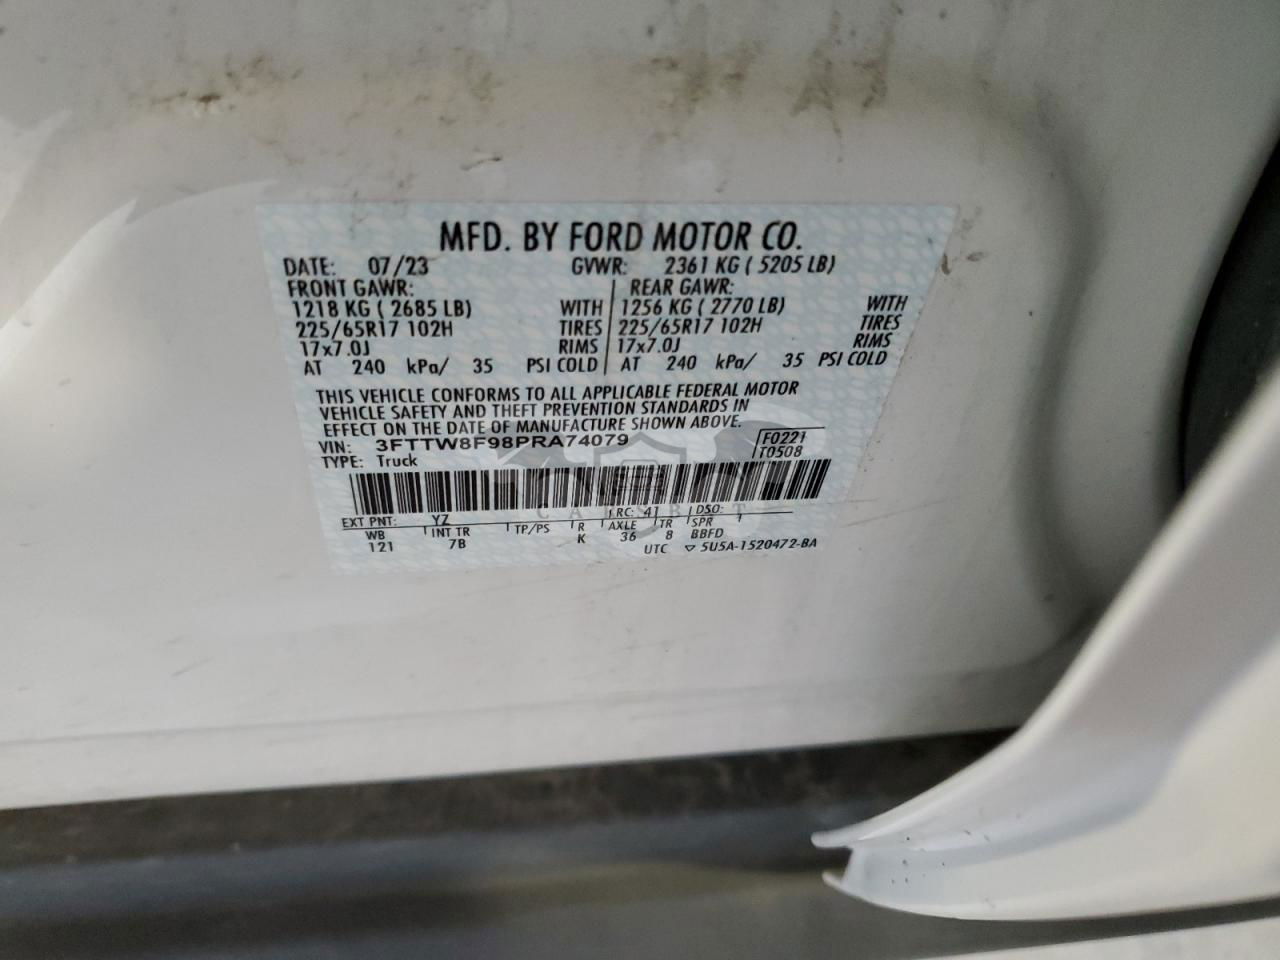 MFD. BY FORD MOTOR CO.
DATE: 07/23 GVWR: 2361 KG ( 5205 LB)
FRONT GAWR: REAR GAWR:
1218 KG ( 2685 LB) WITH 1256 KG ( 2770 LB) WITH
225/65R17 102H TIRES 225/65R17 102H TIRES
17x7.0J RIMS 17x7.0J RIMS
AT 240 kPa/ 35 PSI COLD AT 240 kPa/ 35 PSI COLD
THIS VEHICLE CONFORMS TO ALL APPLICABLE FEDERAL MOTOR
VEHICLE SAFETY AND THEFT PREVENTION STANDARDS IN
EFFECT ON THE DATE OF MANUFACTURE SHOWN ABOVE.
VIN: 3FTTW8F98PRA74079 F0221
TYPE: Truck T0508
EXT PNT: YZ RC: 41 DSO:
WB INT TR TP/PS R AXLE TR SPR
121 7B K 36 8 BBFD
UTC ▽ 5U5A-1520472-BA